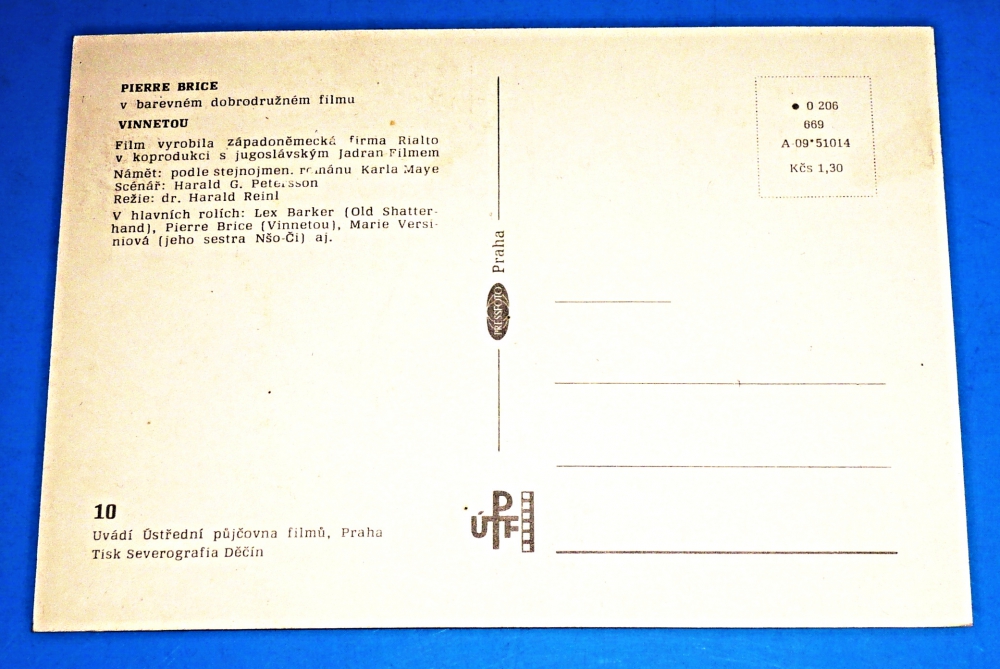 PIERRE BRICE
v barevném dobrodružném filmu
VINNETOU
Film vyrobila západoněmecká firma Rialto
v koprodukci s jugoslávským Jadran Filmem
Námět: podle stejnojmen. románu Karla Maye
Scénář: Harald G. Petersson
Režie: dr. Harald Reinl
V hlavních rolích: Lex Barker (Old Shatter-
hand), Pierre Brice (Vinnetou), Marie Versi-
niová (jeho sestra Nšo-Či) aj.
10
Uvádí Ústřední půjčovna filmů, Praha
Tisk Severografia Děčín
Praha
PRESSFOTO
ÚPF
● 0 206
669
A 09*51014
Kčs 1,30